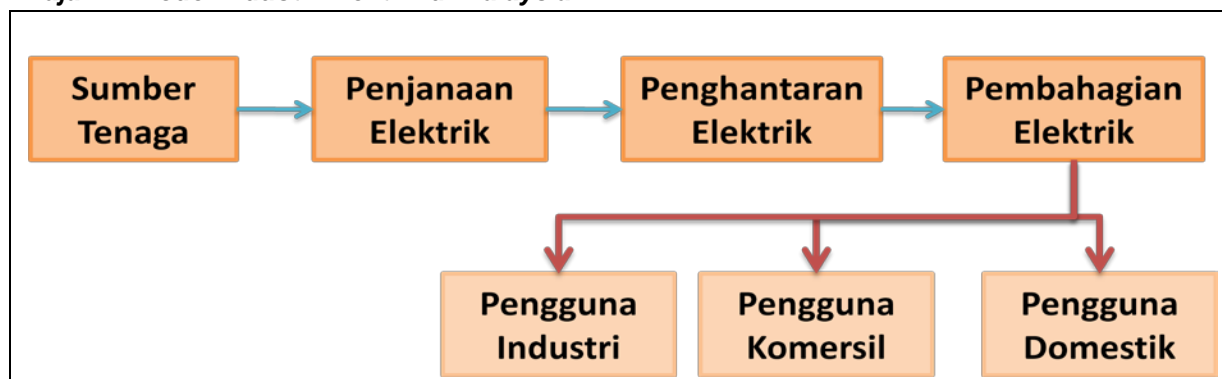 Sumber
Tenaga
Penjanaan
Elektrik
Penghantaran
Elektrik
Pembahagian
Elektrik
Pengguna
Industri
Pengguna
Komersil
Pengguna
Domestik